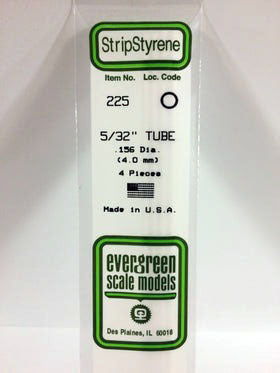 StripStyrene
Item No. Loc. Code
225
5/32" TUBE
.156 Dia.
(4.0 mm)
4 Pieces
Made in U.S.A.
evergreen
scale models
Des Plaines, IL 60018